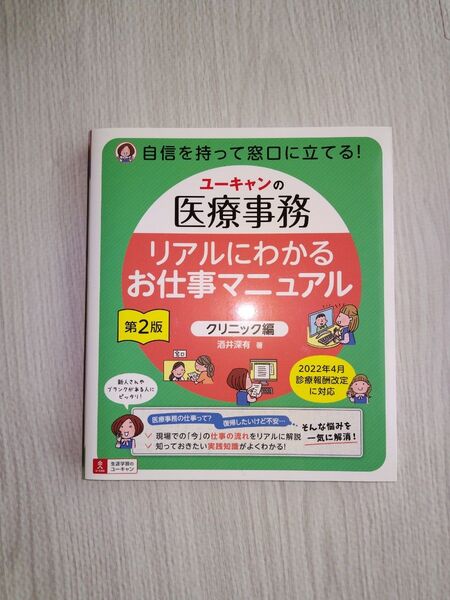 自信を持って窓口に立てる!
ユーキャンの
医療事務
リアルにわかる
お仕事マニュアル
第2版
クリニック編
酒井深有 著
2022年4月
診療報酬改定
に対応
新人さんや
ブランクがある人に
ピッタリ!
医療事務の仕事って?
復帰したいけど不安…
そんな悩みを
一気に解消!
✓ 現場での「今」の仕事の流れをリアルに解説
✓ 知っておきたい実践知識がよくわかる!
生涯学習の
ユーキャン